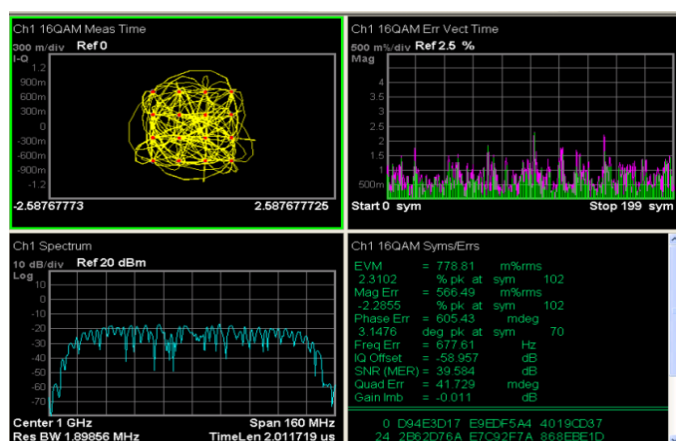 Ch1 16QAM Meas Time
300 m/div Ref 0
I-Q
1.2
900m
600m
300m
0
-300m
-600m
-900m
-1.2
-2.58767773 2.587677725
Ch1 16QAM Err Vect Time
500 m%/div Ref 2.5 %
Mag
4
3.5
3
2.5
2
1.5
1
500m
Start 0 sym Stop 199 sym
Ch1 Spectrum
10 dB/div Ref 20 dBm
Log
10
0
-10
-20
-30
-40
-50
-60
-70
Center 1 GHz Span 160 MHz
Res BW 1.89856 MHz TimeLen 2.011719 us
Ch1 16QAM Syms/Errs
EVM = 778.81 m%rms
2.3102 % pk at sym 102
Mag Err = 566.49 m%rms
-2.2855 % pk at sym 102
Phase Err = 605.43 mdeg
3.1476 deg pk at sym 70
Freq Err = 677.61 Hz
IQ Offset = -58.957 dB
SNR (MER) = 39.584 dB
Quad Err = 41.729 mdeg
Gain Imb = -0.011 dB
0 D94E3D17 E9EDF5A4 4019CD37
24 2B62D76A E7C92F7A 868EBE1D